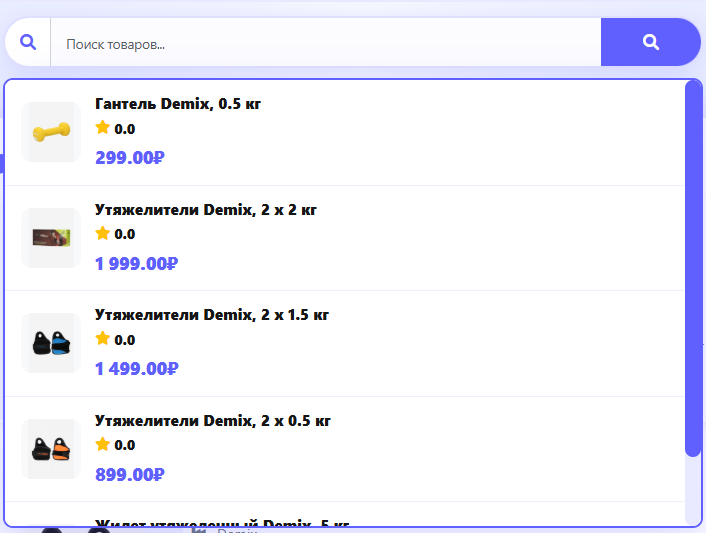 Поиск товаров...
Гантель Demix, 0.5 кг
0.0
299.00₽
Утяжелители Demix, 2 x 2 кг
0.0
1 999.00₽
Утяжелители Demix, 2 x 1.5 кг
0.0
1 499.00₽
Утяжелители Demix, 2 x 0.5 кг
0.0
899.00₽
Жилет утяжеленный Demix, 5 кг
Demix